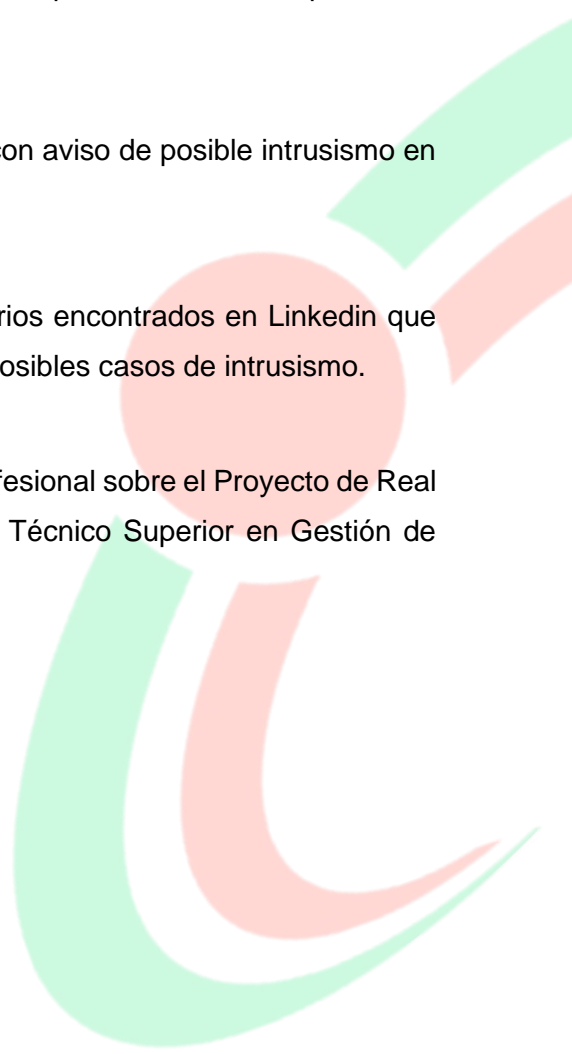 con aviso de posible intrusismo en
rios encontrados en Linkedin que
osibles casos de intrusismo.
fesional sobre el Proyecto de Real
Técnico Superior en Gestión de